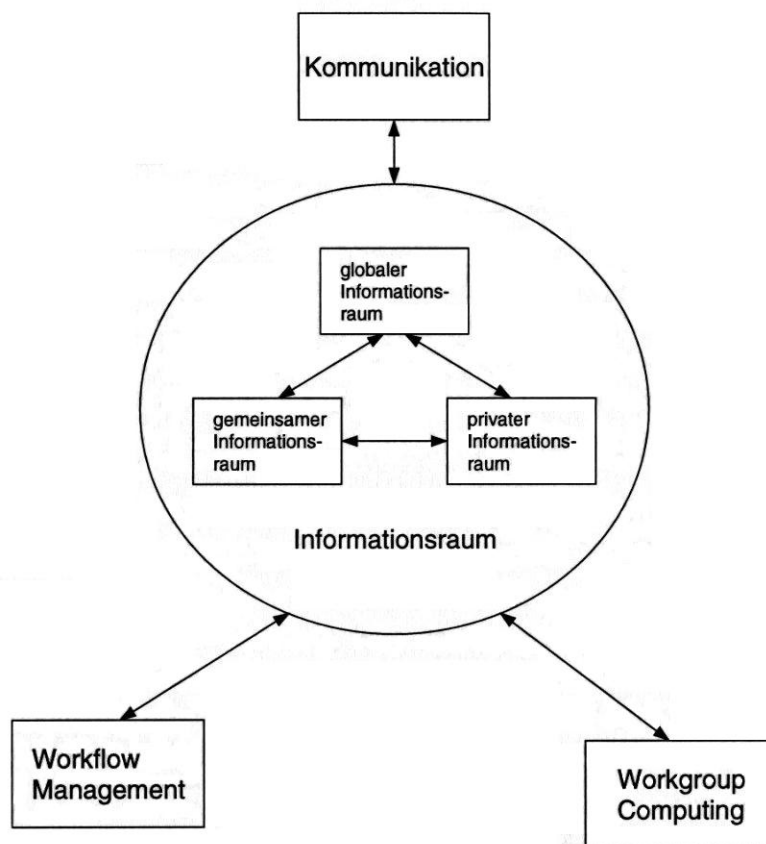 Kommunikation
globaler
Informations-
raum
gemeinsamer
Informations-
raum
privater
Informations-
raum
Informationsraum
Workflow
Management
Workgroup
Computing